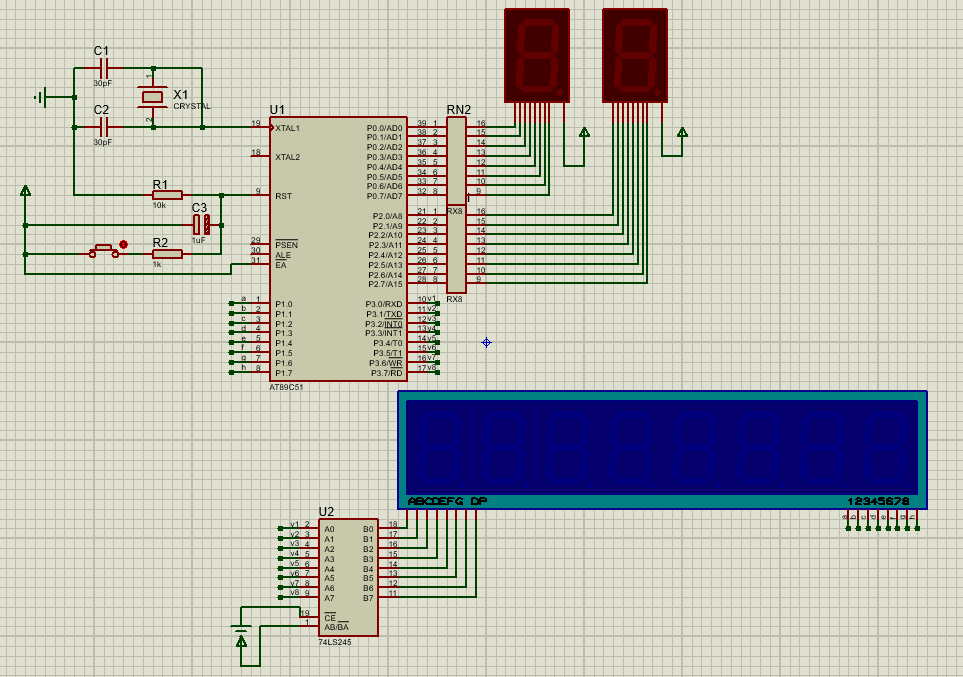 C1
30pF
1
X1
CRYSTAL
2
C2
30pF
R1
10k
C3
1uF
R2
1k
U1
19 XTAL1
18 XTAL2
9 RST
29 PSEN
30 ALE
31 EA
a 1 P1.0
b 2 P1.1
c 3 P1.2
d 4 P1.3
e 5 P1.4
f 6 P1.5
g 7 P1.6
h 8 P1.7
AT89C51
RN2
P0.0/AD0 39 1 16
P0.1/AD1 38 2 15
P0.2/AD2 37 3 14
P0.3/AD3 36 4 13
P0.4/AD4 35 5 12
P0.5/AD5 34 6 11
P0.6/AD6 33 7 10
P0.7/AD7 32 8 9
RX8
P2.0/A8 21 1 16
P2.1/A9 22 2 15
P2.2/A10 23 3 14
P2.3/A11 24 4 13
P2.4/A12 25 5 12
P2.5/A13 26 6 11
P2.6/A14 27 7 10
P2.7/A15 28 8 9
RX8
P3.0/RXD 10 v1
P3.1/TXD 11 v2
P3.2/INT0 12 v3
P3.3/INT1 13 v4
P3.4/T0 14 v5
P3.5/T1 15 v6
P3.6/WR 16 v7
P3.7/RD 17 v8
ABCDEFG DP
12345678
a b c d e f g h
U2
v1 2 A0 B0 18
v2 3 A1 B1 17
v3 4 A2 B2 16
v4 5 A3 B3 15
v5 6 A4 B4 14
v6 7 A5 B5 13
v7 8 A6 B6 12
v8 9 A7 B7 11
19 CE
1 AB/BA
74LS245